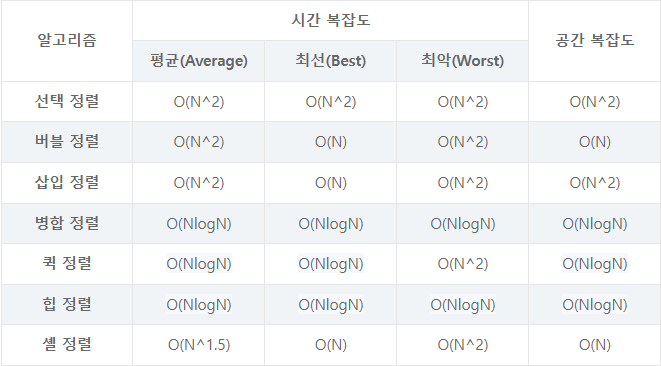 알고리즘 시간 복잡도 공간 복잡도
평균(Average) 최선(Best) 최악(Worst)
선택 정렬 O(N^2) O(N^2) O(N^2) O(N^2)
버블 정렬 O(N^2) O(N) O(N^2) O(N)
삽입 정렬 O(N^2) O(N) O(N^2) O(N^2)
병합 정렬 O(NlogN) O(NlogN) O(NlogN) O(NlogN)
퀵 정렬 O(NlogN) O(NlogN) O(N^2) O(NlogN)
힙 정렬 O(NlogN) O(NlogN) O(NlogN) O(NlogN)
셸 정렬 O(N^1.5) O(N) O(N^2) O(N)